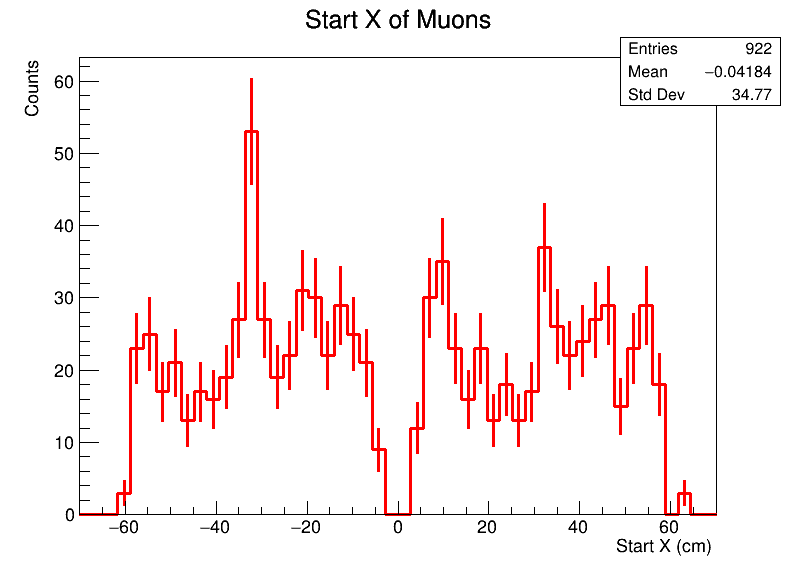 Start X of Muons
Entries 922
Mean −0.04184
Std Dev 34.77
Counts
60
50
40
30
20
10
0
−60 −40 −20 0 20 40 60
Start X (cm)